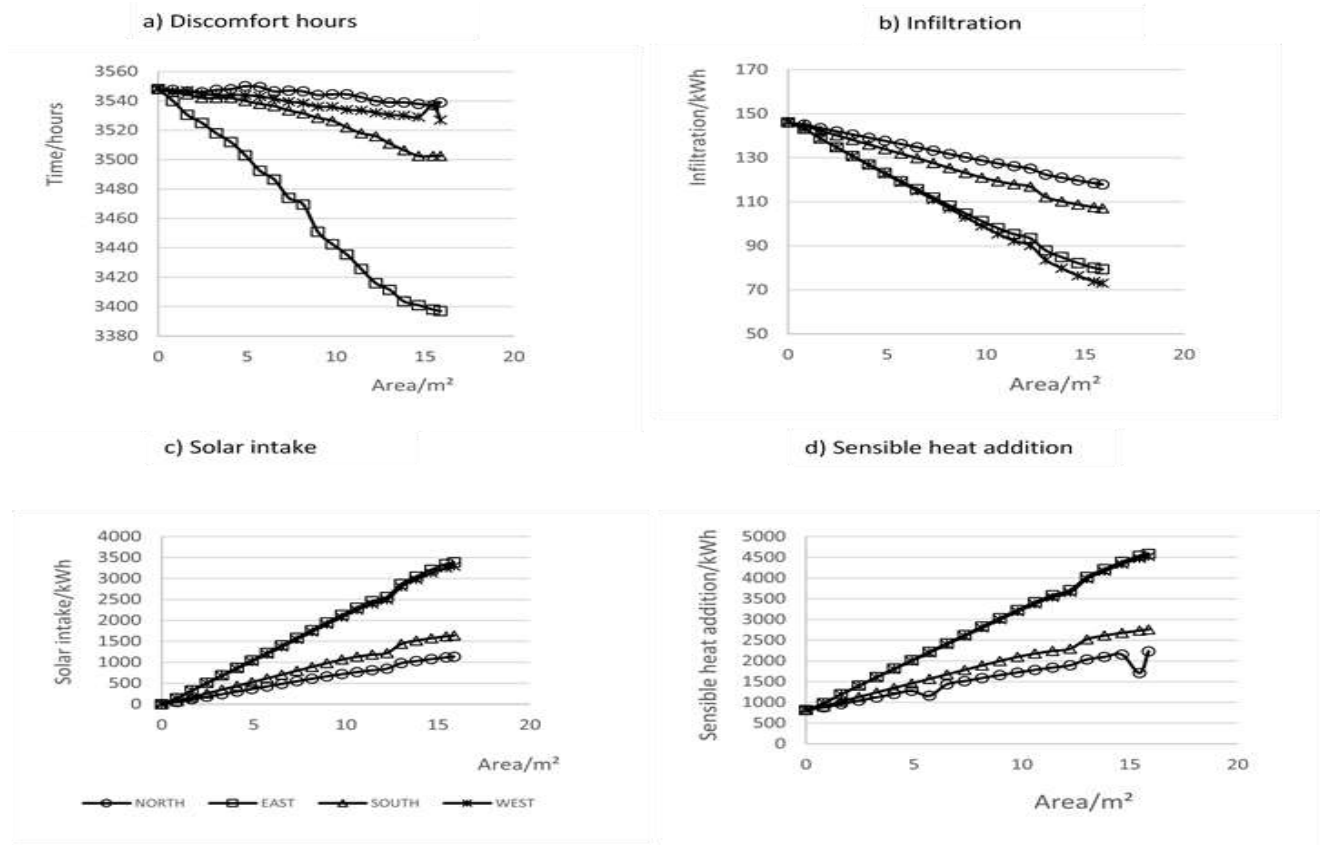 a) Discomfort hours
b) Infiltration
3560
3540
3520
3500
3480
3460
3440
3420
3400
3380
Time/hours
0 5 10 15 20
Area/m²
170
150
130
110
90
70
50
Infiltration/kWh
0 5 10 15 20
Area/m²
c) Solar intake
d) Sensible heat addition
4000
3500
3000
2500
2000
1500
1000
500
0
Solar intake/kWh
0 5 10 15 20
Area/m²
NORTH EAST SOUTH WEST
5000
4500
4000
3500
3000
2500
2000
1500
1000
500
0
Sensible heat addition/kWh
0 5 10 15 20
Area/m²